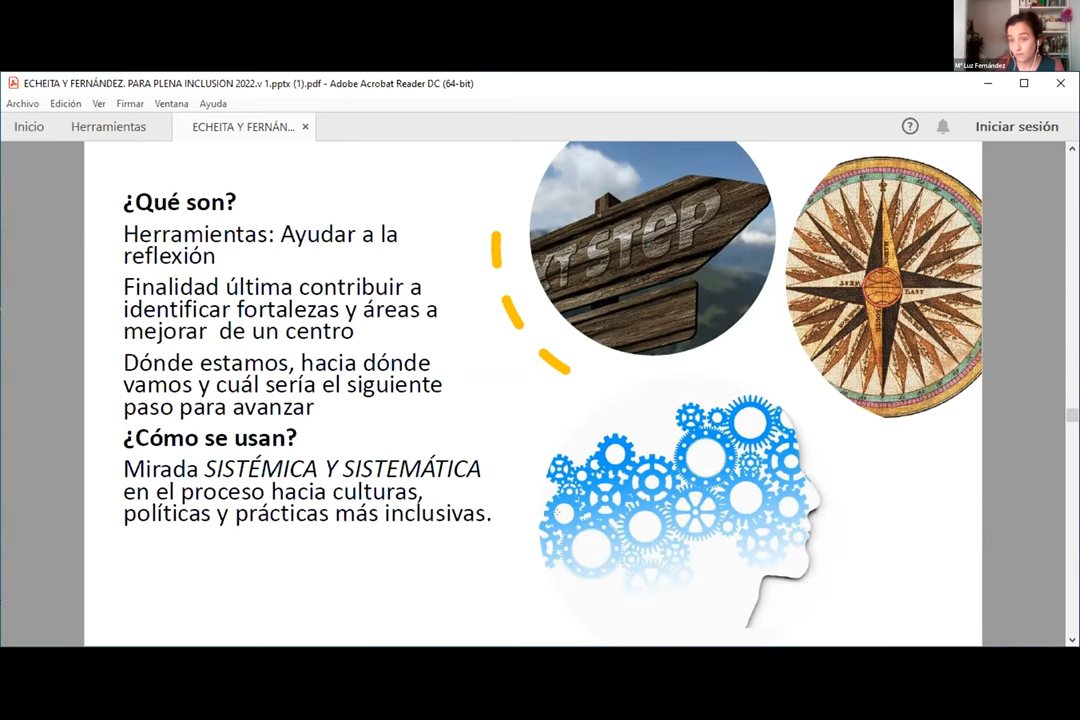 Mª Luz Fernández
ECHEITA Y FERNÁNDEZ. PARA PLENA INCLUSION 2022.v 1.pptx (1).pdf - Adobe Acrobat Reader DC (64-bit)
Archivo Edición Ver Firmar Ventana Ayuda
Inicio Herramientas ECHEITA Y FERNÁN... × Iniciar sesión
¿Qué son?
Herramientas: Ayudar a la
reflexión
Finalidad última contribuir a
identificar fortalezas y áreas a
mejorar de un centro
Dónde estamos, hacia dónde
vamos y cuál sería el siguiente
paso para avanzar
¿Cómo se usan?
Mirada SISTÉMICA Y SISTEMÁTICA
en el proceso hacia culturas,
políticas y prácticas más inclusivas.
XT STEP
EAST
WEST
SOUTH